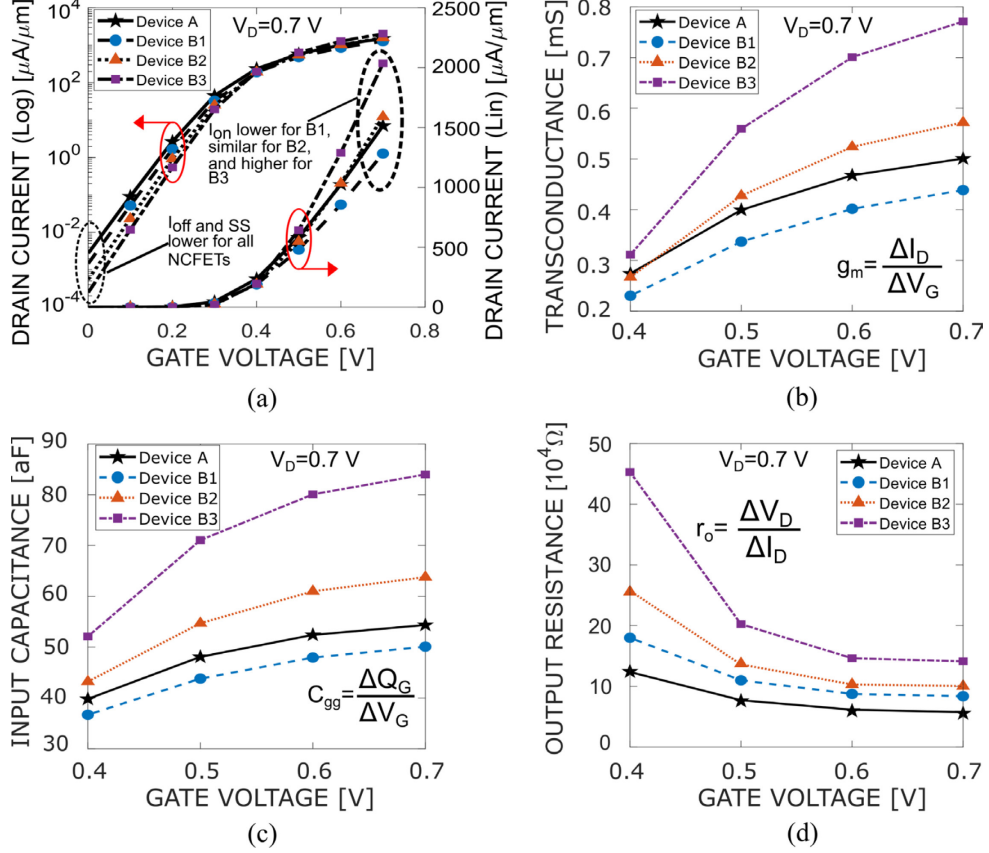 V_D=0.7 V
Device A
Device B1
Device B2
Device B3
I_on lower for B1,
similar for B2,
and higher for
B3
I_off and SS
lower for all
NCFETs
DRAIN CURRENT (Log) [μA/μm]
10^4
10^2
10^0
10^-2
10^-4
DRAIN CURRENT (Lin) [μA/μm]
2500
2000
1500
1000
500
0
0 0.2 0.4 0.6 0.8
GATE VOLTAGE [V]
(a)
V_D=0.7 V
Device A
Device B1
Device B2
Device B3
g_m=ΔI_D/ΔV_G
TRANSCONDUCTANCE [mS]
0.8
0.7
0.6
0.5
0.4
0.3
0.2
0.4 0.5 0.6 0.7
GATE VOLTAGE [V]
(b)
V_D=0.7 V
Device A
Device B1
Device B2
Device B3
C_gg=ΔQ_G/ΔV_G
INPUT CAPACITANCE [aF]
90
80
70
60
50
40
30
0.4 0.5 0.6 0.7
GATE VOLTAGE [V]
(c)
V_D=0.7 V
Device A
Device B1
Device B2
Device B3
r_o=ΔV_D/ΔI_D
OUTPUT RESISTANCE [10^4Ω]
50
40
30
20
10
0
0.4 0.5 0.6 0.7
GATE VOLTAGE [V]
(d)